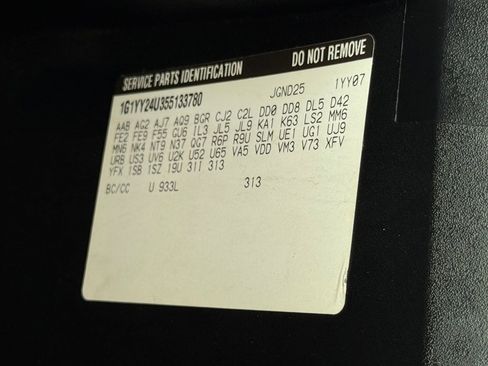 SERVICE PARTS IDENTIFICATION DO NOT REMOVE
1G1YY24U355133780 JGND25 1YY07
AAB AG2 AJ7 AQ9 BGR CJ2 C2L DD0 DD8 DL5 D42
FE2 FE9 F55 GU6 IL3 JL5 JL9 KA1 K63 LS2 MM6
MN6 NK4 NT9 N37 QG7 R6P R9U SLM UE1 UG1 UJ9
URB US3 UV6 U2K U52 U65 VA5 VDD VM3 V73 XFV
YFX 1SB 1SZ 19U 31I 313
BC/CC U 933L 313